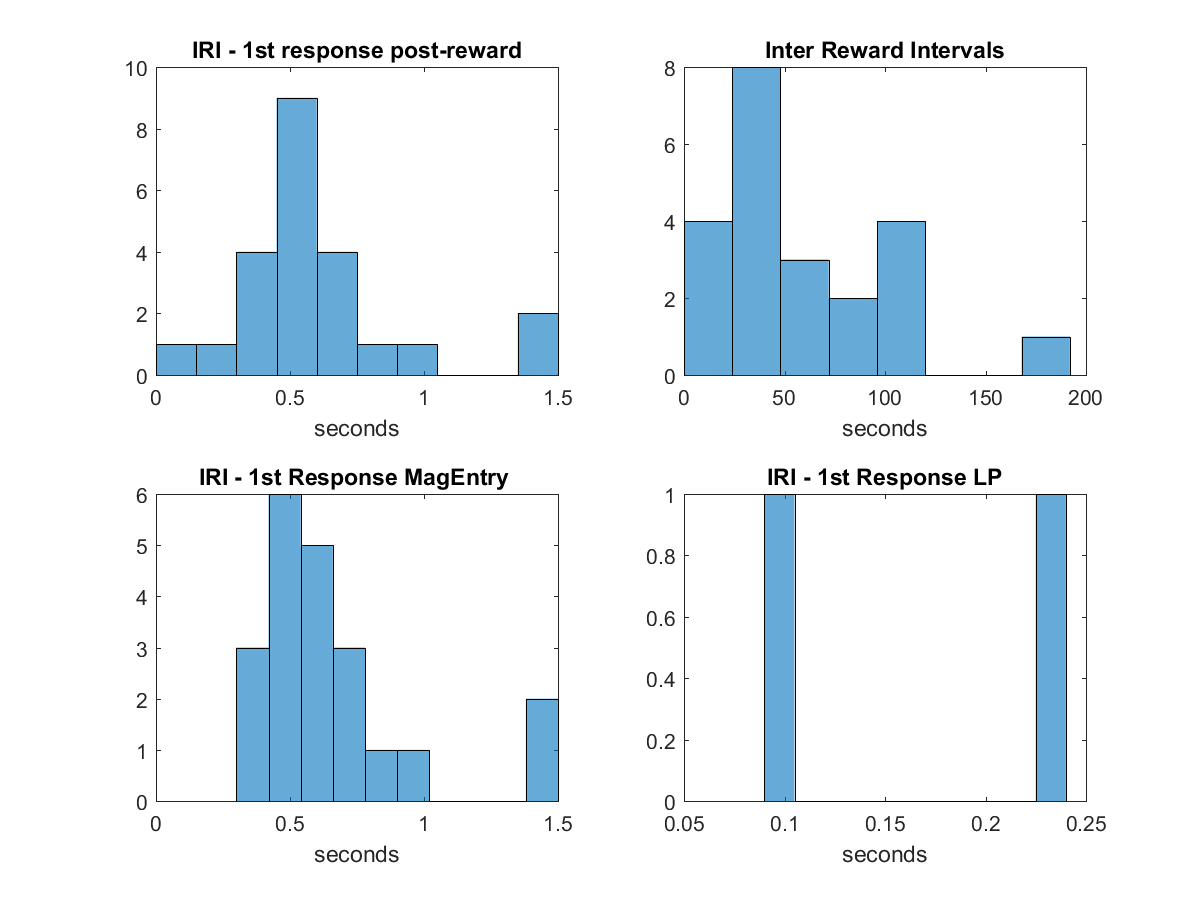 IRI - 1st response post-reward
10
8
6
4
2
0
0 0.5 1 1.5
seconds
Inter Reward Intervals
8
6
4
2
0
0 50 100 150 200
seconds
IRI - 1st Response MagEntry
6
5
4
3
2
1
0
0 0.5 1 1.5
seconds
IRI - 1st Response LP
1
0.8
0.6
0.4
0.2
0
0.05 0.1 0.15 0.2 0.25
seconds